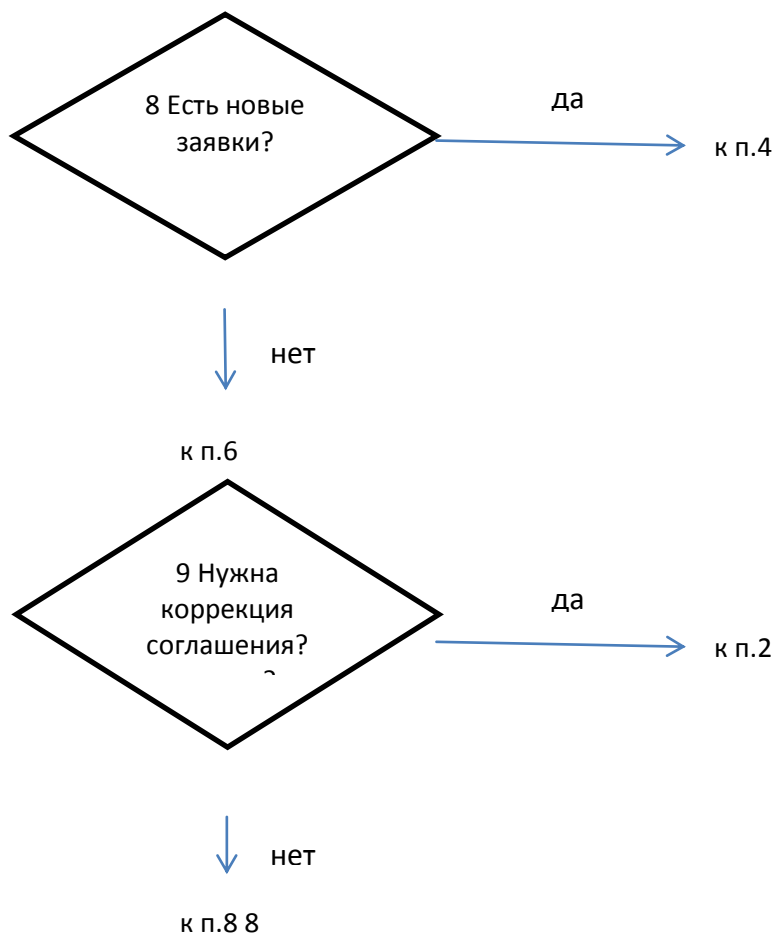 8 Есть новые
заявки?
да
к п.4
нет
к п.6
9 Нужна
коррекция
соглашения?
да
к п.2
нет
к п.8 8